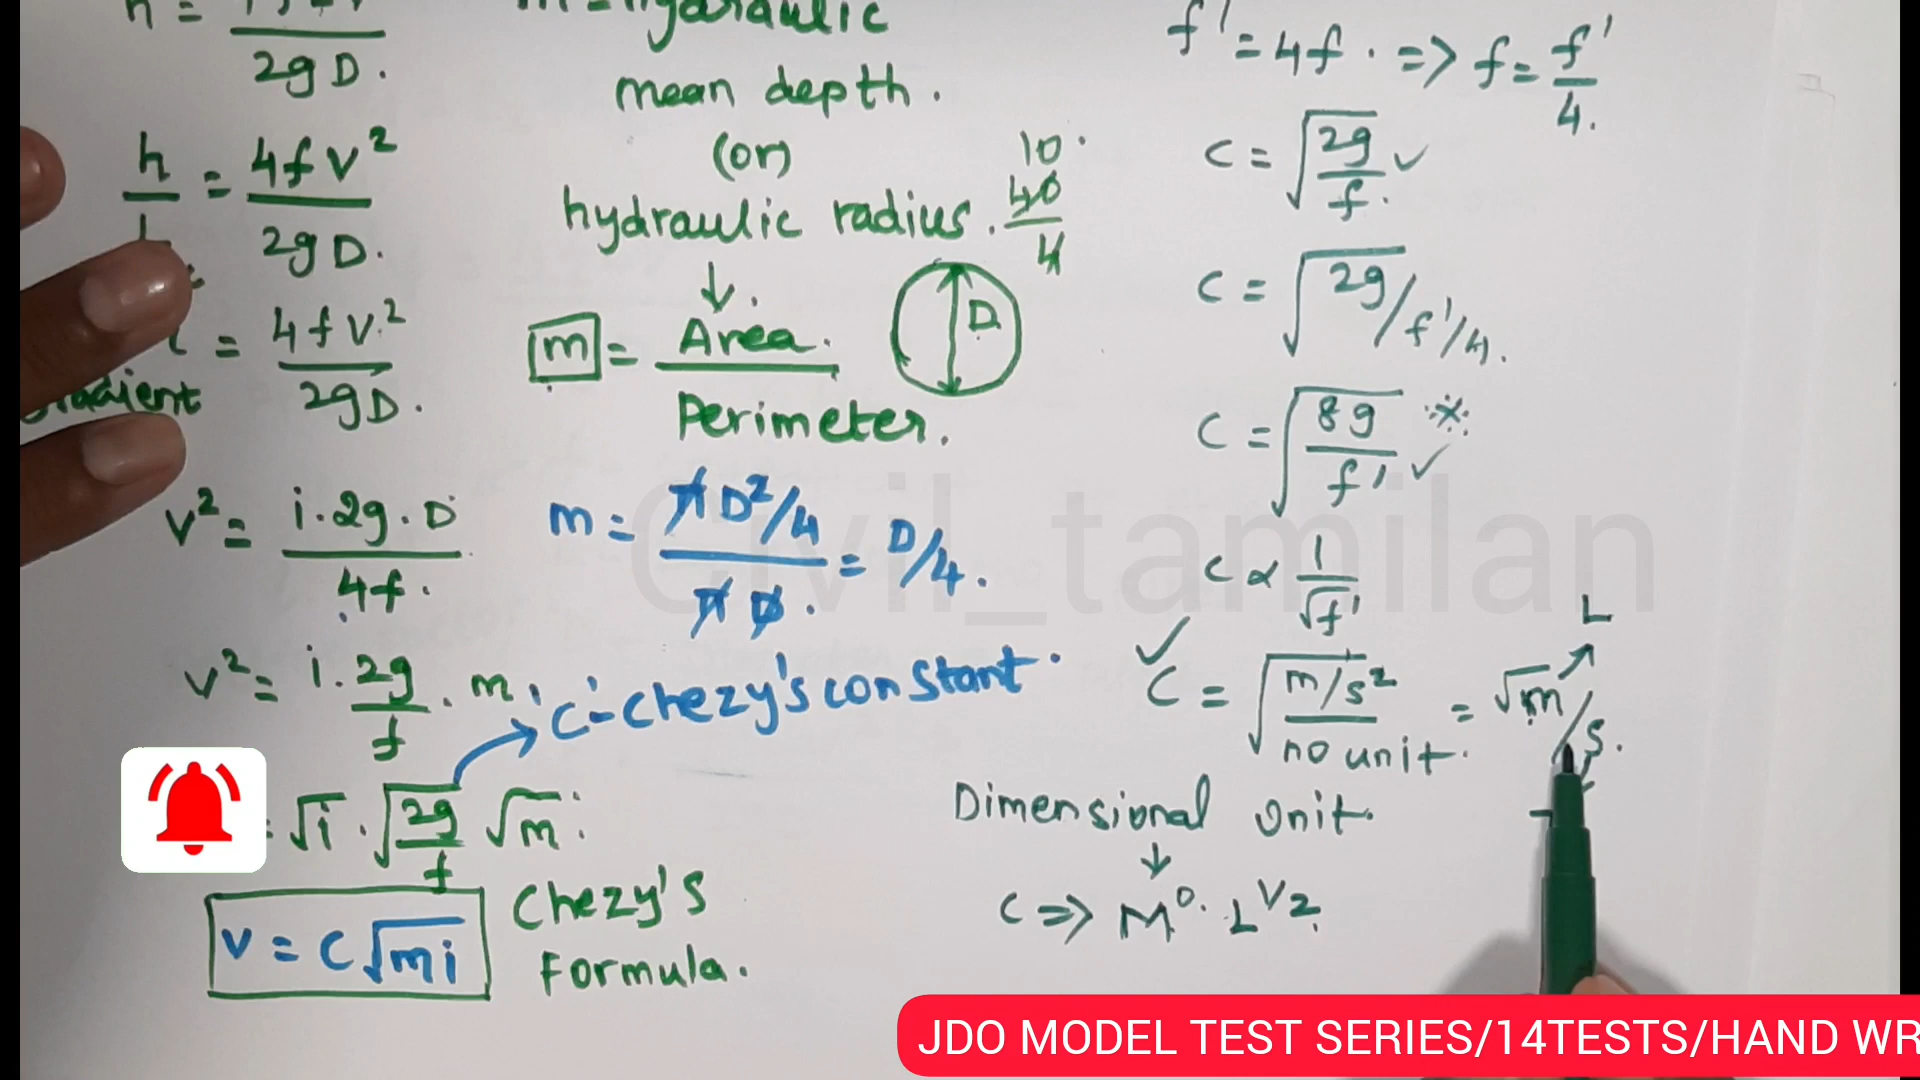 2gD.
h/L = 4fv²/2gD.
i = 4fv²/2gD.
gradient
v² = i.2g.D/4f.
v² = i.2g/f . m
= √i . √2g/f √m
v = c√mi
Chezy's
Formula.
m = hydraulic
mean depth.
(or)
hydraulic radius.
10
40/4
m = Area./Perimeter.
D
m = πD²/4 / πD = D/4.
'c' - chezy's constant.
f' = 4f. => f = f'/4.
c = √2g/f.
c = √2g/f'/4.
c = √8g/f'
c ∝ 1/√f'
L
c = √m/s²/no unit. = √m/s.
Dimensional Unit.
↓
c => M⁰. L^1/2
Civil_tamilan
JDO MODEL TEST SERIES/14TESTS/HAND WR